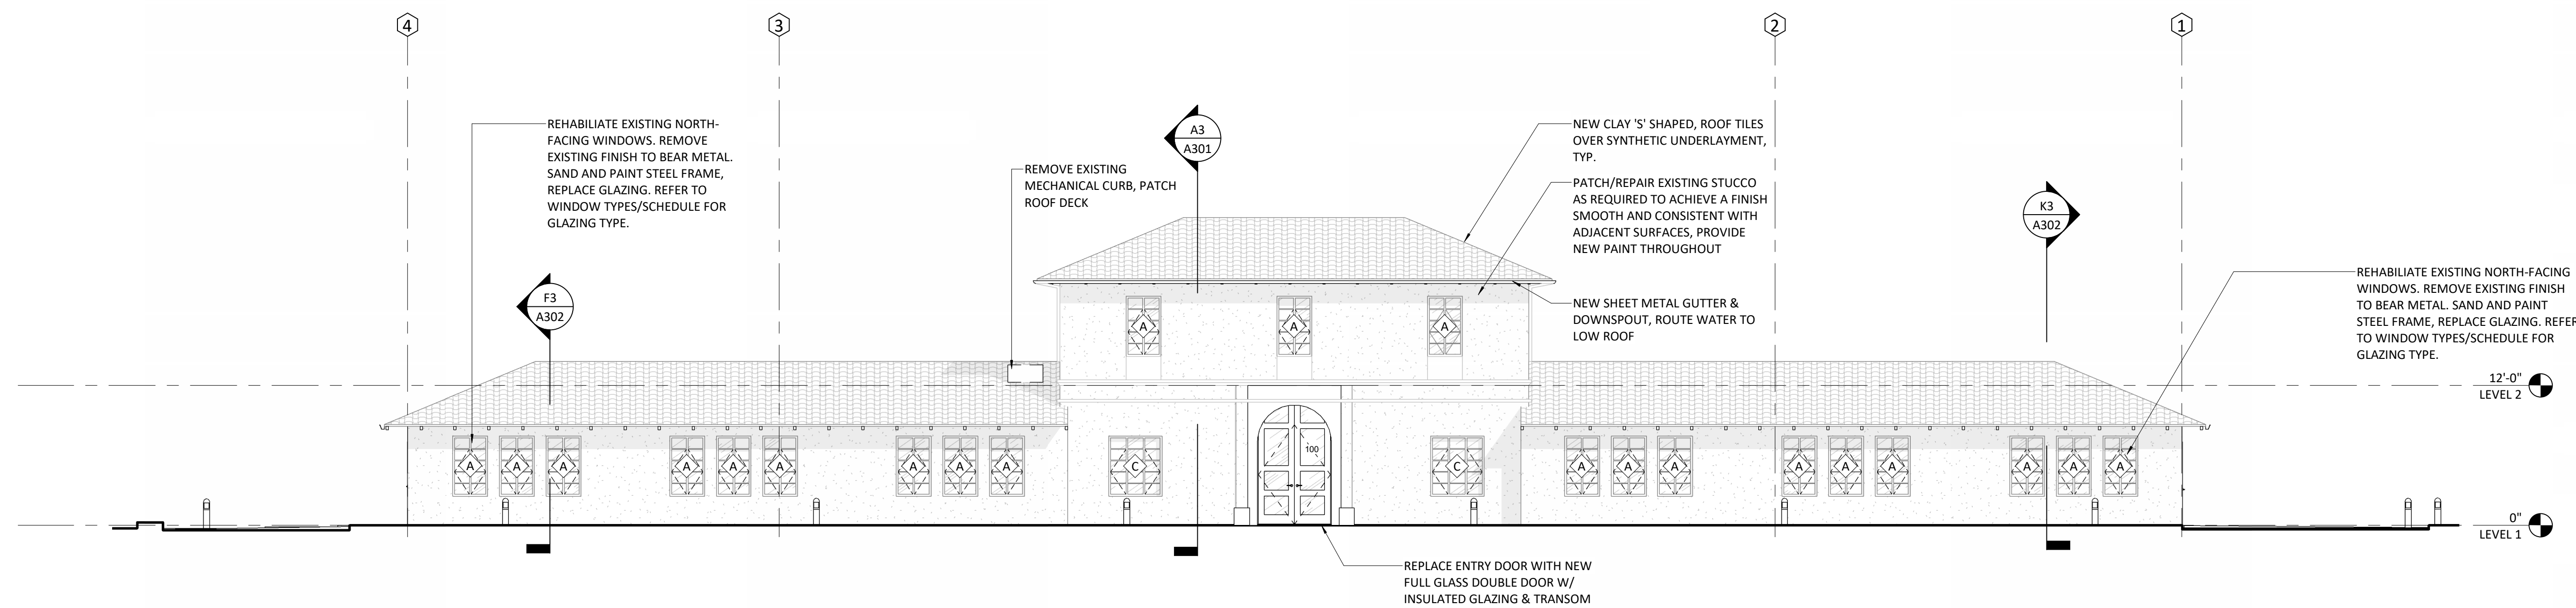 4
3
2
1
REHABILIATE EXISTING NORTH-
FACING WINDOWS. REMOVE
EXISTING FINISH TO BEAR METAL.
SAND AND PAINT STEEL FRAME,
REPLACE GLAZING. REFER TO
WINDOW TYPES/SCHEDULE FOR
GLAZING TYPE.
REMOVE EXISTING
MECHANICAL CURB, PATCH
ROOF DECK
A3
A301
NEW CLAY 'S' SHAPED, ROOF TILES
OVER SYNTHETIC UNDERLAYMENT,
TYP.
PATCH/REPAIR EXISTING STUCCO
AS REQUIRED TO ACHIEVE A FINISH
SMOOTH AND CONSISTENT WITH
ADJACENT SURFACES, PROVIDE
NEW PAINT THROUGHOUT
NEW SHEET METAL GUTTER &
DOWNSPOUT, ROUTE WATER TO
LOW ROOF
K3
A302
REHABILIATE EXISTING NORTH-FACING
WINDOWS. REMOVE EXISTING FINISH
TO BEAR METAL. SAND AND PAINT
STEEL FRAME, REPLACE GLAZING. REFER
TO WINDOW TYPES/SCHEDULE FOR
GLAZING TYPE.
F3
A302
A A A
12'-0"
LEVEL 2
A A A A A A A A A C 100 C A A A A A A A A A
0"
LEVEL 1
REPLACE ENTRY DOOR WITH NEW
FULL GLASS DOUBLE DOOR W/
INSULATED GLAZING & TRANSOM